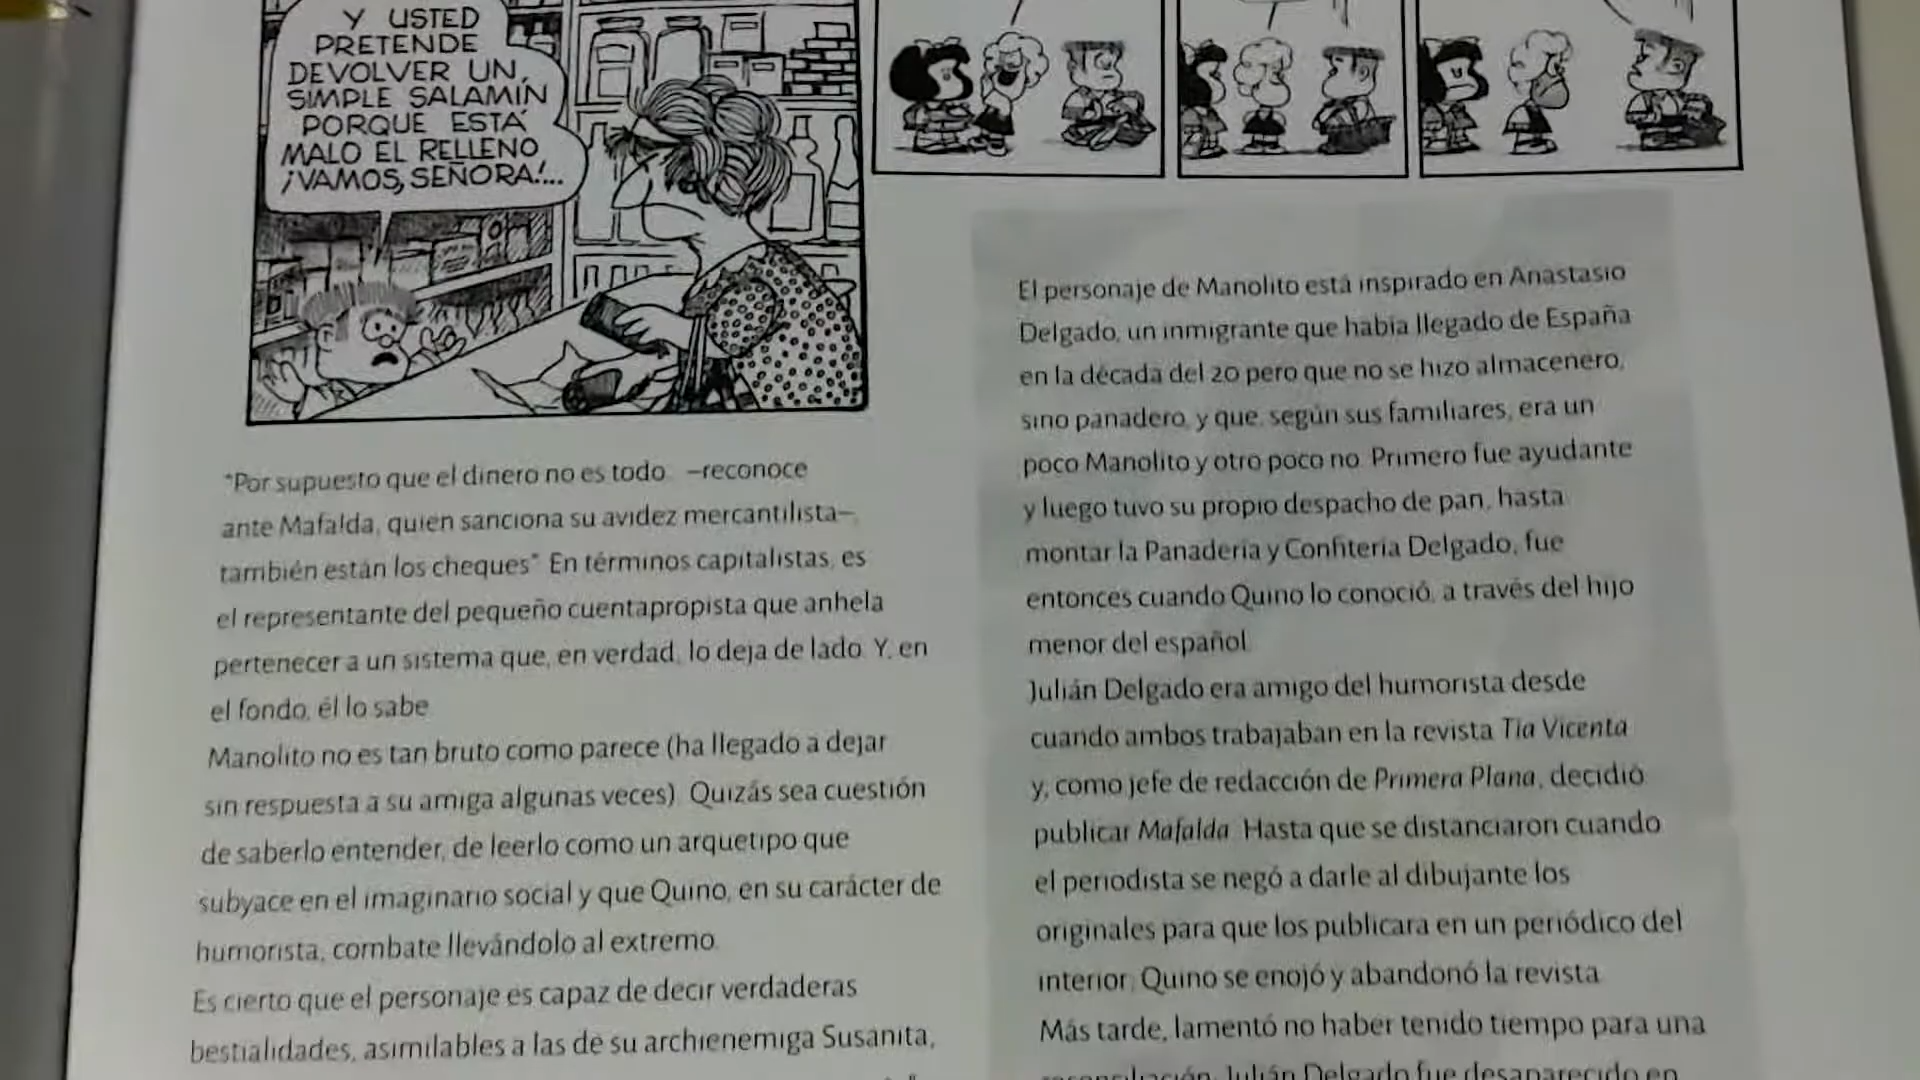 Y USTED
PRETENDE
DEVOLVER UN
SIMPLE SALAMÍN
PORQUE ESTÁ
MALO EL RELLENO
¡VAMOS, SEÑORA!...
"Por supuesto que el dinero no es todo –reconoce
ante Mafalda, quien sanciona su avidez mercantilista–,
también están los cheques" En términos capitalistas, es
el representante del pequeño cuentapropista que anhela
pertenecer a un sistema que, en verdad, lo deja de lado. Y, en
el fondo, él lo sabe
Manolito no es tan bruto como parece (ha llegado a dejar
sin respuesta a su amiga algunas veces). Quizás sea cuestión
de saberlo entender, de leerlo como un arquetipo que
subyace en el imaginario social y que Quino, en su carácter de
humorista, combate llevándolo al extremo.
Es cierto que el personaje es capaz de decir verdaderas
bestialidades, asimilables a las de su archienemiga Susanita,
El personaje de Manolito está inspirado en Anastasio
Delgado, un inmigrante que había llegado de España
en la década del 20 pero que no se hizo almacenero,
sino panadero, y que, según sus familiares, era un
poco Manolito y otro poco no. Primero fue ayudante
y luego tuvo su propio despacho de pan, hasta
montar la Panadería y Confitería Delgado, fue
entonces cuando Quino lo conoció, a través del hijo
menor del español.
Julián Delgado era amigo del humorista desde
cuando ambos trabajaban en la revista Tía Vicenta
y, como jefe de redacción de Primera Plana, decidió
publicar Mafalda. Hasta que se distanciaron cuando
el periodista se negó a darle al dibujante los
originales para que los publicara en un periódico del
interior, Quino se enojó y abandonó la revista.
Más tarde, lamentó no haber tenido tiempo para una
reconciliación. Julián Delgado fue desaparecido en